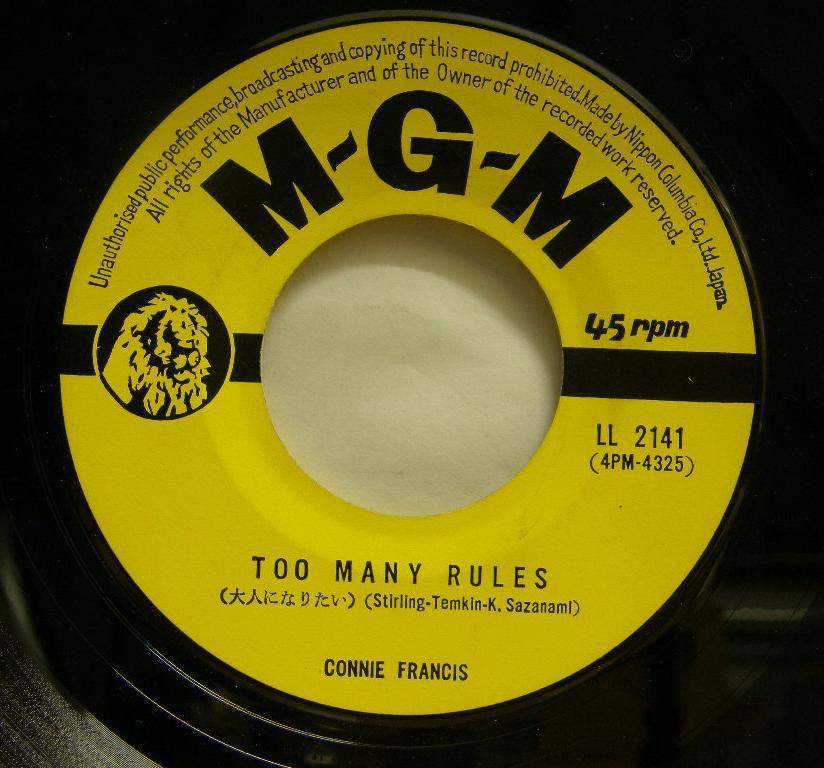 Unauthorised public performance, broadcasting and copying of this record prohibited. Made by Nippon Columbia Co., Ltd. Japan.
All rights of the Manufacturer and of the Owner of the recorded work reserved.
M-G-M
45 rpm
LL 2141
(4PM-4325)
TOO MANY RULES
(大人になりたい) (Stirling-Temkin-K. Sazanami)
CONNIE FRANCIS